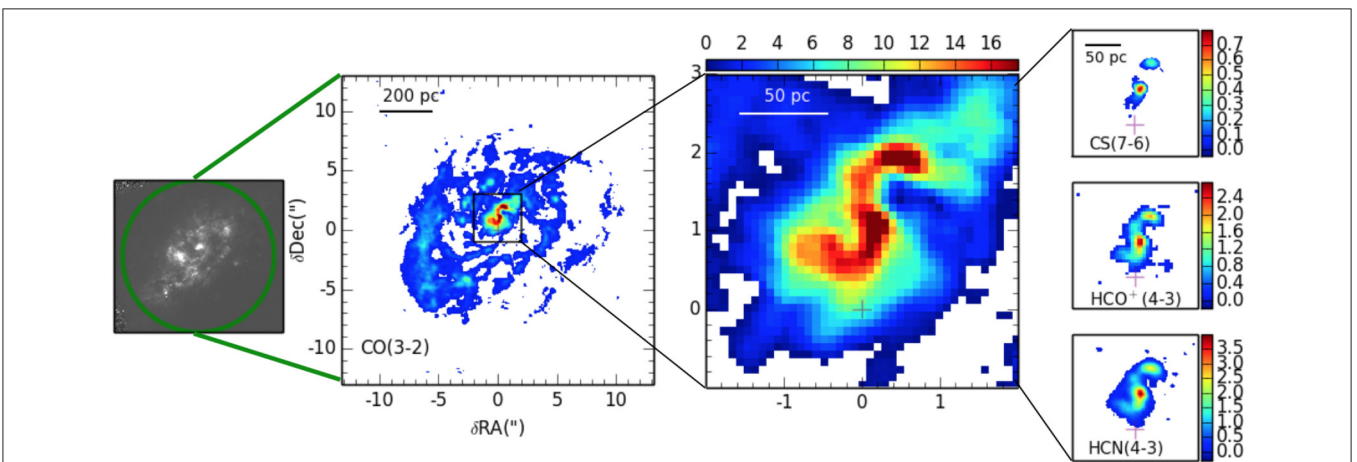 0 2 4 6 8 10 12 14 16
200 pc
10
5
0
-5
-10
δDec(")
CO(3-2)
-10 -5 0 5 10
δRA(")
50 pc
3
2
1
0
-1 0 1
50 pc
CS(7-6)
0.7
0.6
0.5
0.4
0.3
0.2
0.1
0.0
HCO⁺(4-3)
2.4
2.0
1.6
1.2
0.8
0.4
0.0
HCN(4-3)
3.5
3.0
2.5
2.0
1.5
1.0
0.5
0.0